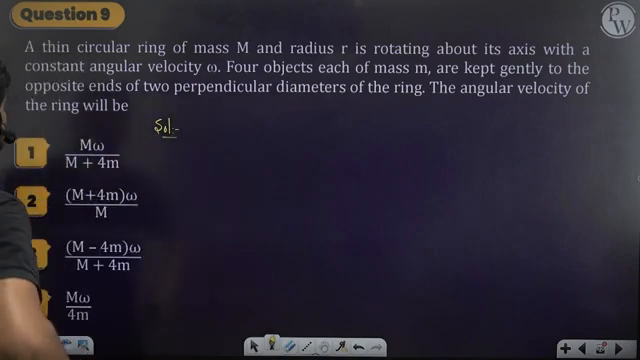 Question 9
PW
A thin circular ring of mass M and radius r is rotating about its axis with a
constant angular velocity ω. Four objects each of mass m, are kept gently to the
opposite ends of two perpendicular diameters of the ring. The angular velocity of
the ring will be
Sol:-
1
Mω
M + 4m
2
(M+4m)ω
M
(M – 4m)ω
M + 4m
Mω
4m